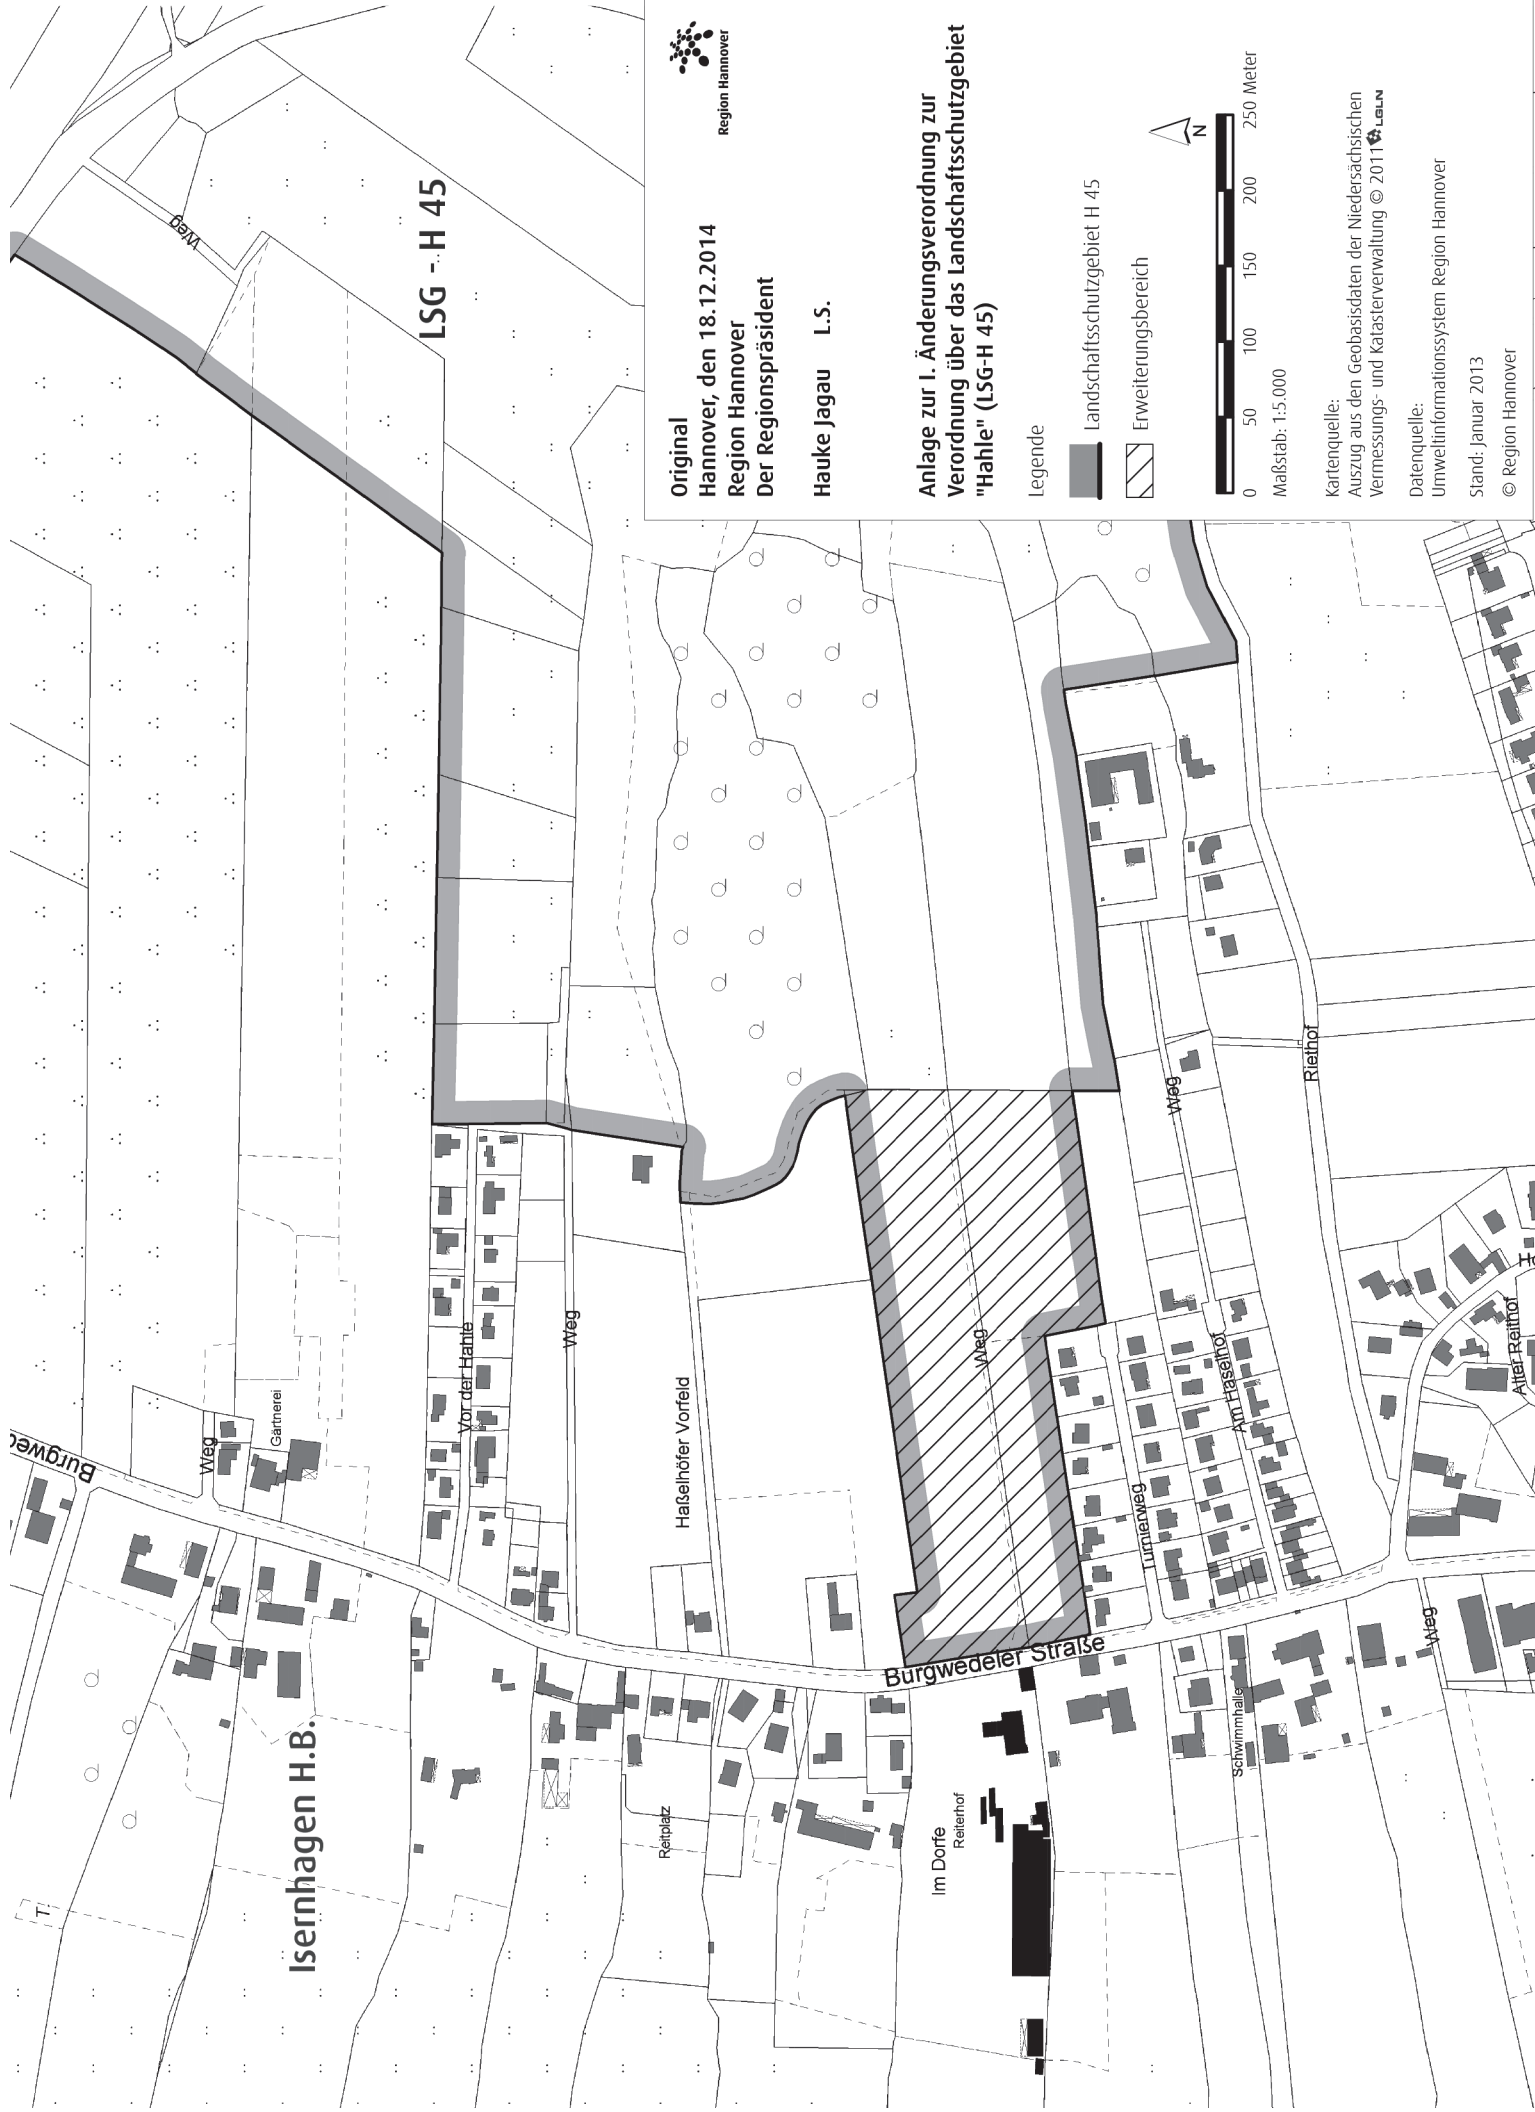 Region Hannover
Original
Hannover, den 18.12.2014
Region Hannover
Der Regionspräsident
Hauke Jagau L.S.
Anlage zur I. Änderungsverordnung zur
Verordnung über das Landschaftsschutzgebiet
"Hahle" (LSG-H 45)
Legende
Landschaftsschutzgebiet H 45
Erweiterungsbereich
N
0 50 100 150 200 250 Meter
Maßstab: 1:5.000
Kartenquelle:
Auszug aus den Geobasisdaten der Niedersächsischen
Vermessungs- und Katasterverwaltung © 2011 LGLN
Datenquelle:
Umweltinformationssystem Region Hannover
Stand: Januar 2013
© Region Hannover
LSG - H 45
Weg
Isernhagen H.B.
T.
Weg
Gärtnerei
Vor der Hahle
Weg
Haßelhöfer Vorfeld
Reitplatz
Im Dorfe
Reiterhof
Burgwedeler Straße
Weg
Turnierweg
Am Haselhof
Weg
Riethof
Schwimmhalle
Weg
Alter Reithof